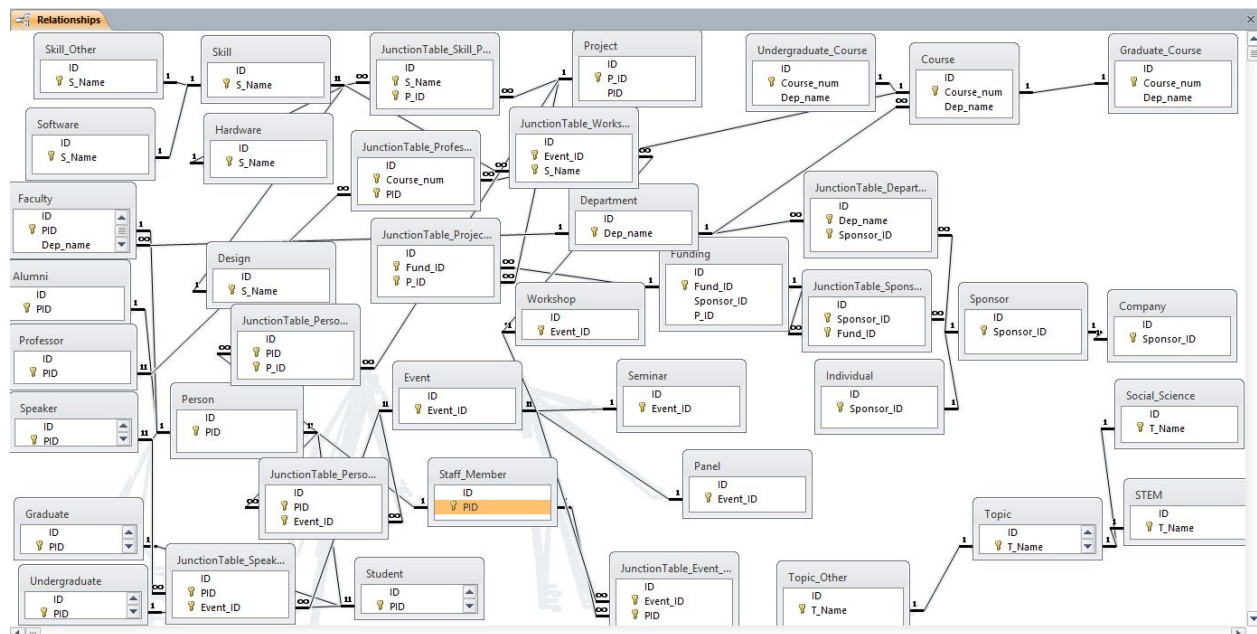 Relationships
Skill_Other
ID
S_Name
Skill
ID
S_Name
JunctionTable_Skill_P...
ID
S_Name
P_ID
Project
ID
P_ID
PID
Undergraduate_Course
ID
Course_num
Dep_name
Course
ID
Course_num
Dep_name
Graduate_Course
ID
Course_num
Dep_name
Software
ID
S_Name
Hardware
ID
S_Name
JunctionTable_Profes...
ID
Course_num
PID
JunctionTable_Works...
ID
Event_ID
S_Name
Faculty
ID
PID
Dep_name
Department
ID
Dep_name
JunctionTable_Depart...
ID
Dep_name
Sponsor_ID
Design
ID
S_Name
JunctionTable_Projec...
ID
Fund_ID
P_ID
Funding
ID
Fund_ID
Sponsor_ID
P_ID
JunctionTable_Spons...
ID
Sponsor_ID
Fund_ID
Alumni
ID
PID
Workshop
ID
Event_ID
Sponsor
ID
Sponsor_ID
Company
ID
Sponsor_ID
Professor
ID
PID
JunctionTable_Perso...
ID
PID
P_ID
Event
ID
Event_ID
Seminar
ID
Event_ID
Individual
ID
Sponsor_ID
Social_Science
ID
T_Name
Speaker
ID
PID
Person
ID
PID
JunctionTable_Perso...
ID
PID
Event_ID
Staff_Member
ID
PID
Panel
ID
Event_ID
STEM
ID
T_Name
Topic
ID
T_Name
Graduate
ID
PID
Undergraduate
ID
PID
JunctionTable_Speak...
ID
PID
Event_ID
Student
ID
PID
JunctionTable_Event_...
ID
Event_ID
PID
Topic_Other
ID
T_Name